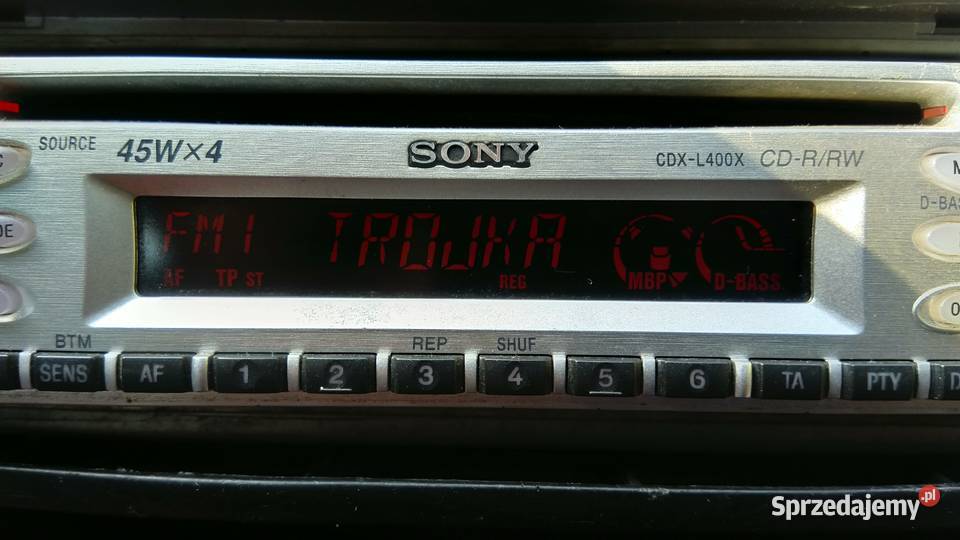 SOURCE 45W×4 SONY CDX-L400X CD-R/RW
D-BAS
FM1 TROJKA
AF TP ST REG MBP D-BASS
BTM REP SHUF
SENS AF 1 2 3 4 5 6 TA PTY D
Sprzedajemy.pl